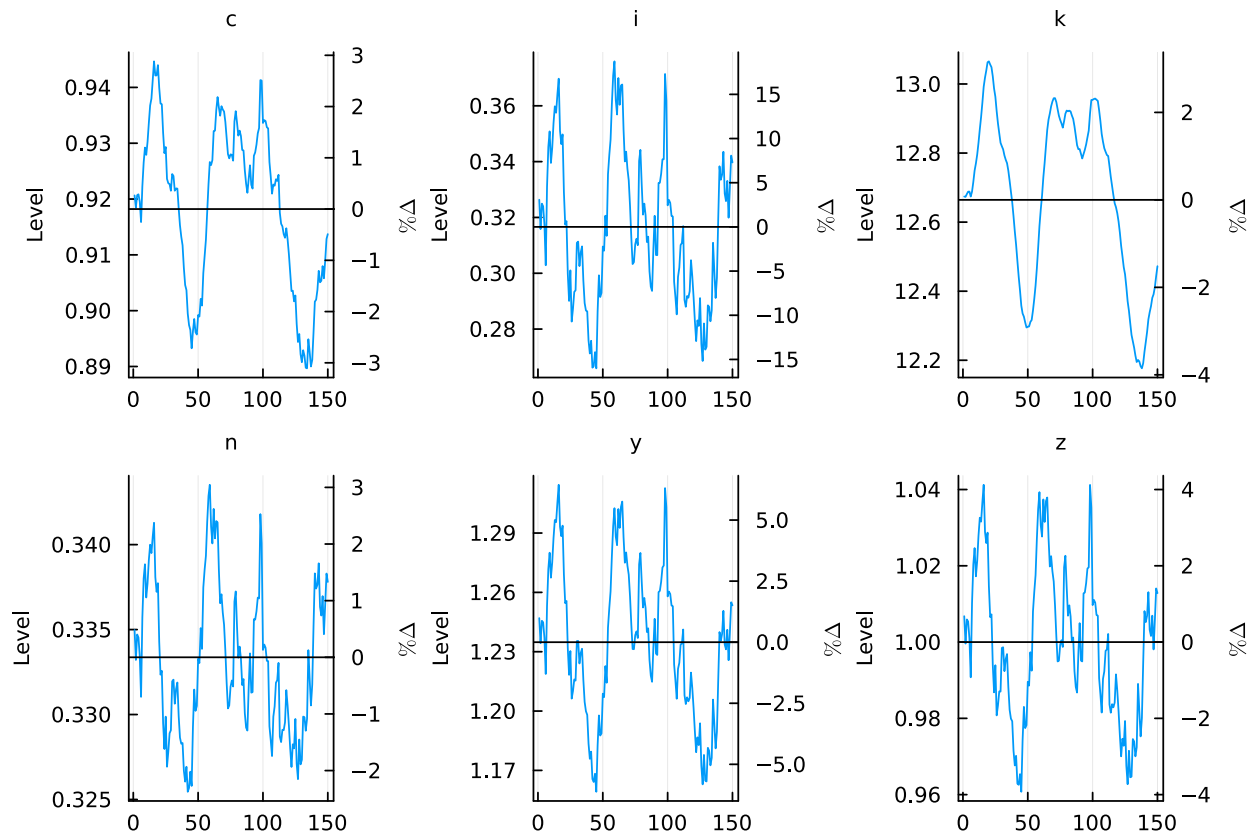 c
Level
0.94
0.93
0.92
0.91
0.90
0.89
3
2
1
0
−1
−2
−3
%Δ
0 50 100 150
i
Level
0.36
0.34
0.32
0.30
0.28
15
10
5
0
−5
−10
−15
%Δ
0 50 100 150
k
Level
13.0
12.8
12.6
12.4
12.2
2
0
−2
−4
%Δ
0 50 100 150
n
Level
0.340
0.335
0.330
0.325
3
2
1
0
−1
−2
%Δ
0 50 100 150
y
Level
1.29
1.26
1.23
1.20
1.17
5.0
2.5
0.0
−2.5
−5.0
%Δ
0 50 100 150
z
Level
1.04
1.02
1.00
0.98
0.96
4
2
0
−2
−4
%Δ
0 50 100 150